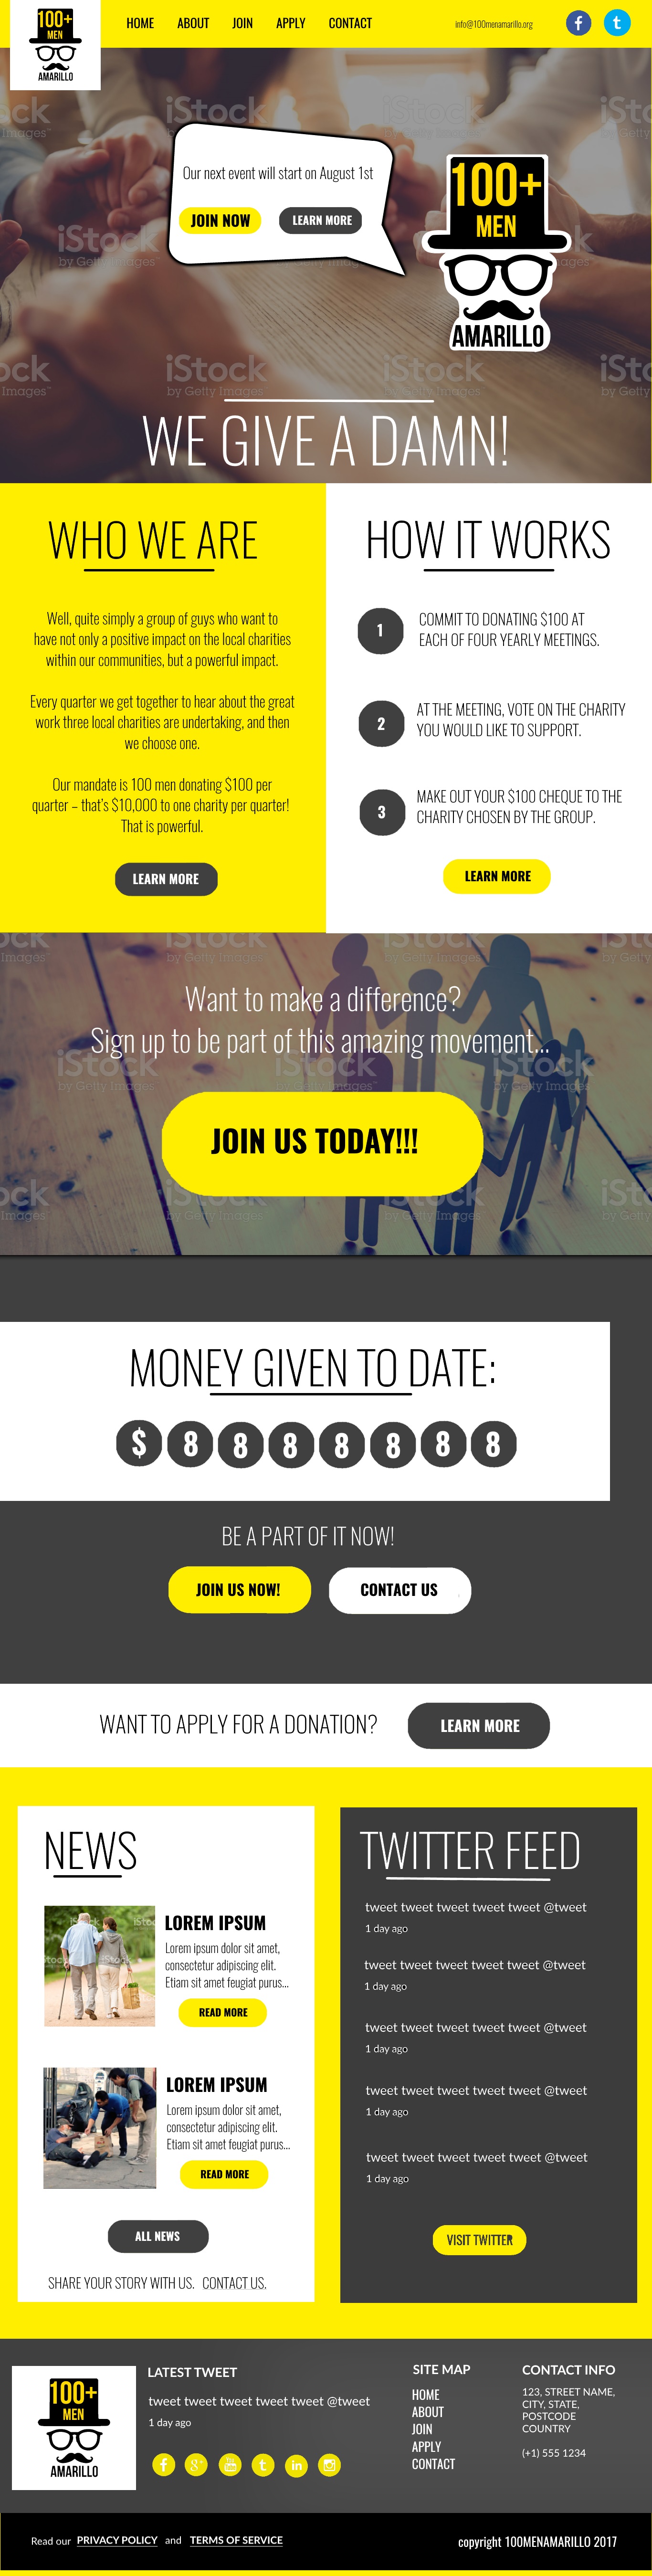 100+
MEN
AMARILLO
HOME ABOUT JOIN APPLY CONTACT
info@100menamarillo.org
Our next event will start on August 1st
JOIN NOW LEARN MORE
100+
MEN
AMARILLO
iStock
by Getty Images™
WE GIVE A DAMN!
WHO WE ARE
Well, quite simply a group of guys who want to
have not only a positive impact on the local charities
within our communities, but a powerful impact.
Every quarter we get together to hear about the great
work three local charities are undertaking, and then
we choose one.
Our mandate is 100 men donating $100 per
quarter – that’s $10,000 to one charity per quarter!
That is powerful.
LEARN MORE
HOW IT WORKS
1 COMMIT TO DONATING $100 AT
EACH OF FOUR YEARLY MEETINGS.
2 AT THE MEETING, VOTE ON THE CHARITY
YOU WOULD LIKE TO SUPPORT.
3 MAKE OUT YOUR $100 CHEQUE TO THE
CHARITY CHOSEN BY THE GROUP.
LEARN MORE
Want to make a difference?
Sign up to be part of this amazing movement...
JOIN US TODAY!!!
MONEY GIVEN TO DATE:
$ 8 8 8 8 8 8 8
BE A PART OF IT NOW!
JOIN US NOW! CONTACT US
WANT TO APPLY FOR A DONATION? LEARN MORE
NEWS
LOREM IPSUM
Lorem ipsum dolor sit amet,
consectetur adipiscing elit.
Etiam sit amet feugiat purus...
READ MORE
LOREM IPSUM
Lorem ipsum dolor sit amet,
consectetur adipiscing elit.
Etiam sit amet feugiat purus...
READ MORE
ALL NEWS
SHARE YOUR STORY WITH US. CONTACT US.
TWITTER FEED
tweet tweet tweet tweet tweet @tweet
1 day ago
tweet tweet tweet tweet tweet @tweet
1 day ago
tweet tweet tweet tweet tweet @tweet
1 day ago
tweet tweet tweet tweet tweet @tweet
1 day ago
tweet tweet tweet tweet tweet @tweet
1 day ago
VISIT TWITTER
100+
MEN
AMARILLO
LATEST TWEET
tweet tweet tweet tweet tweet @tweet
1 day ago
SITE MAP
HOME
ABOUT
JOIN
APPLY
CONTACT
CONTACT INFO
123, STREET NAME,
CITY, STATE,
POSTCODE
COUNTRY
(+1) 555 1234
Read our PRIVACY POLICY and TERMS OF SERVICE
copyright 100MENAMARILLO 2017